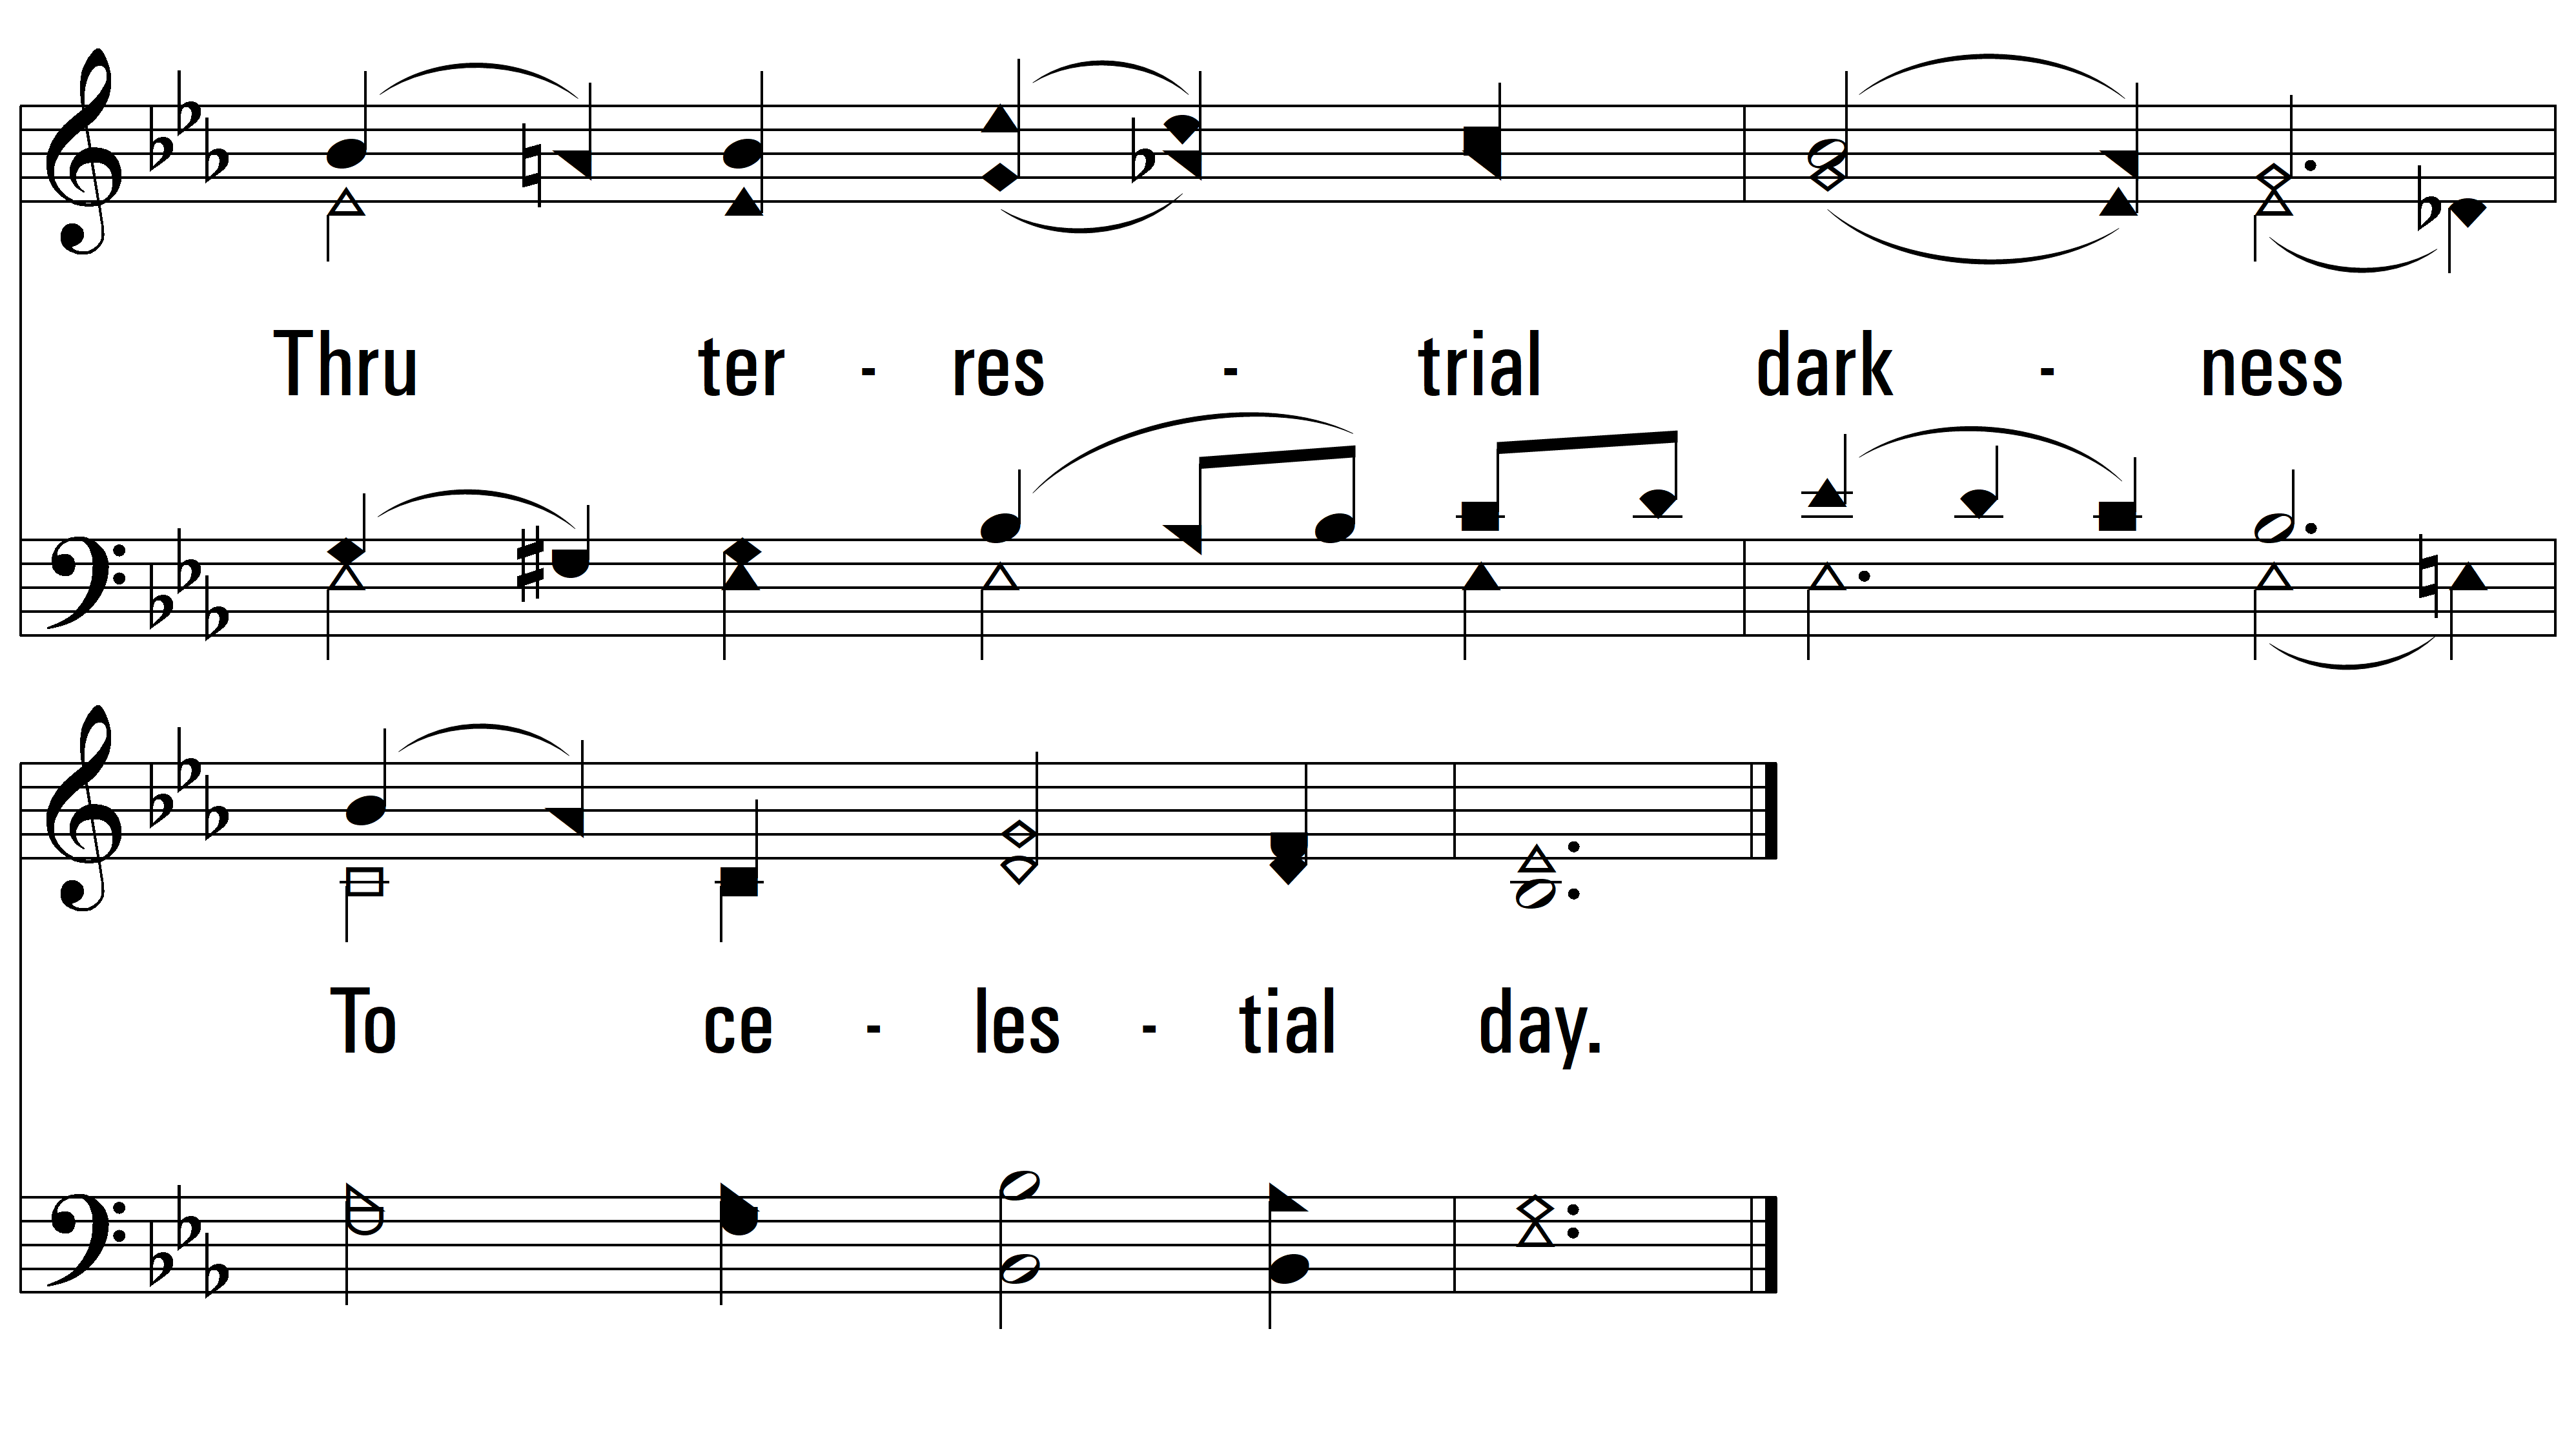 Thru ter - res - trial dark - ness
To ce - les - tial day.